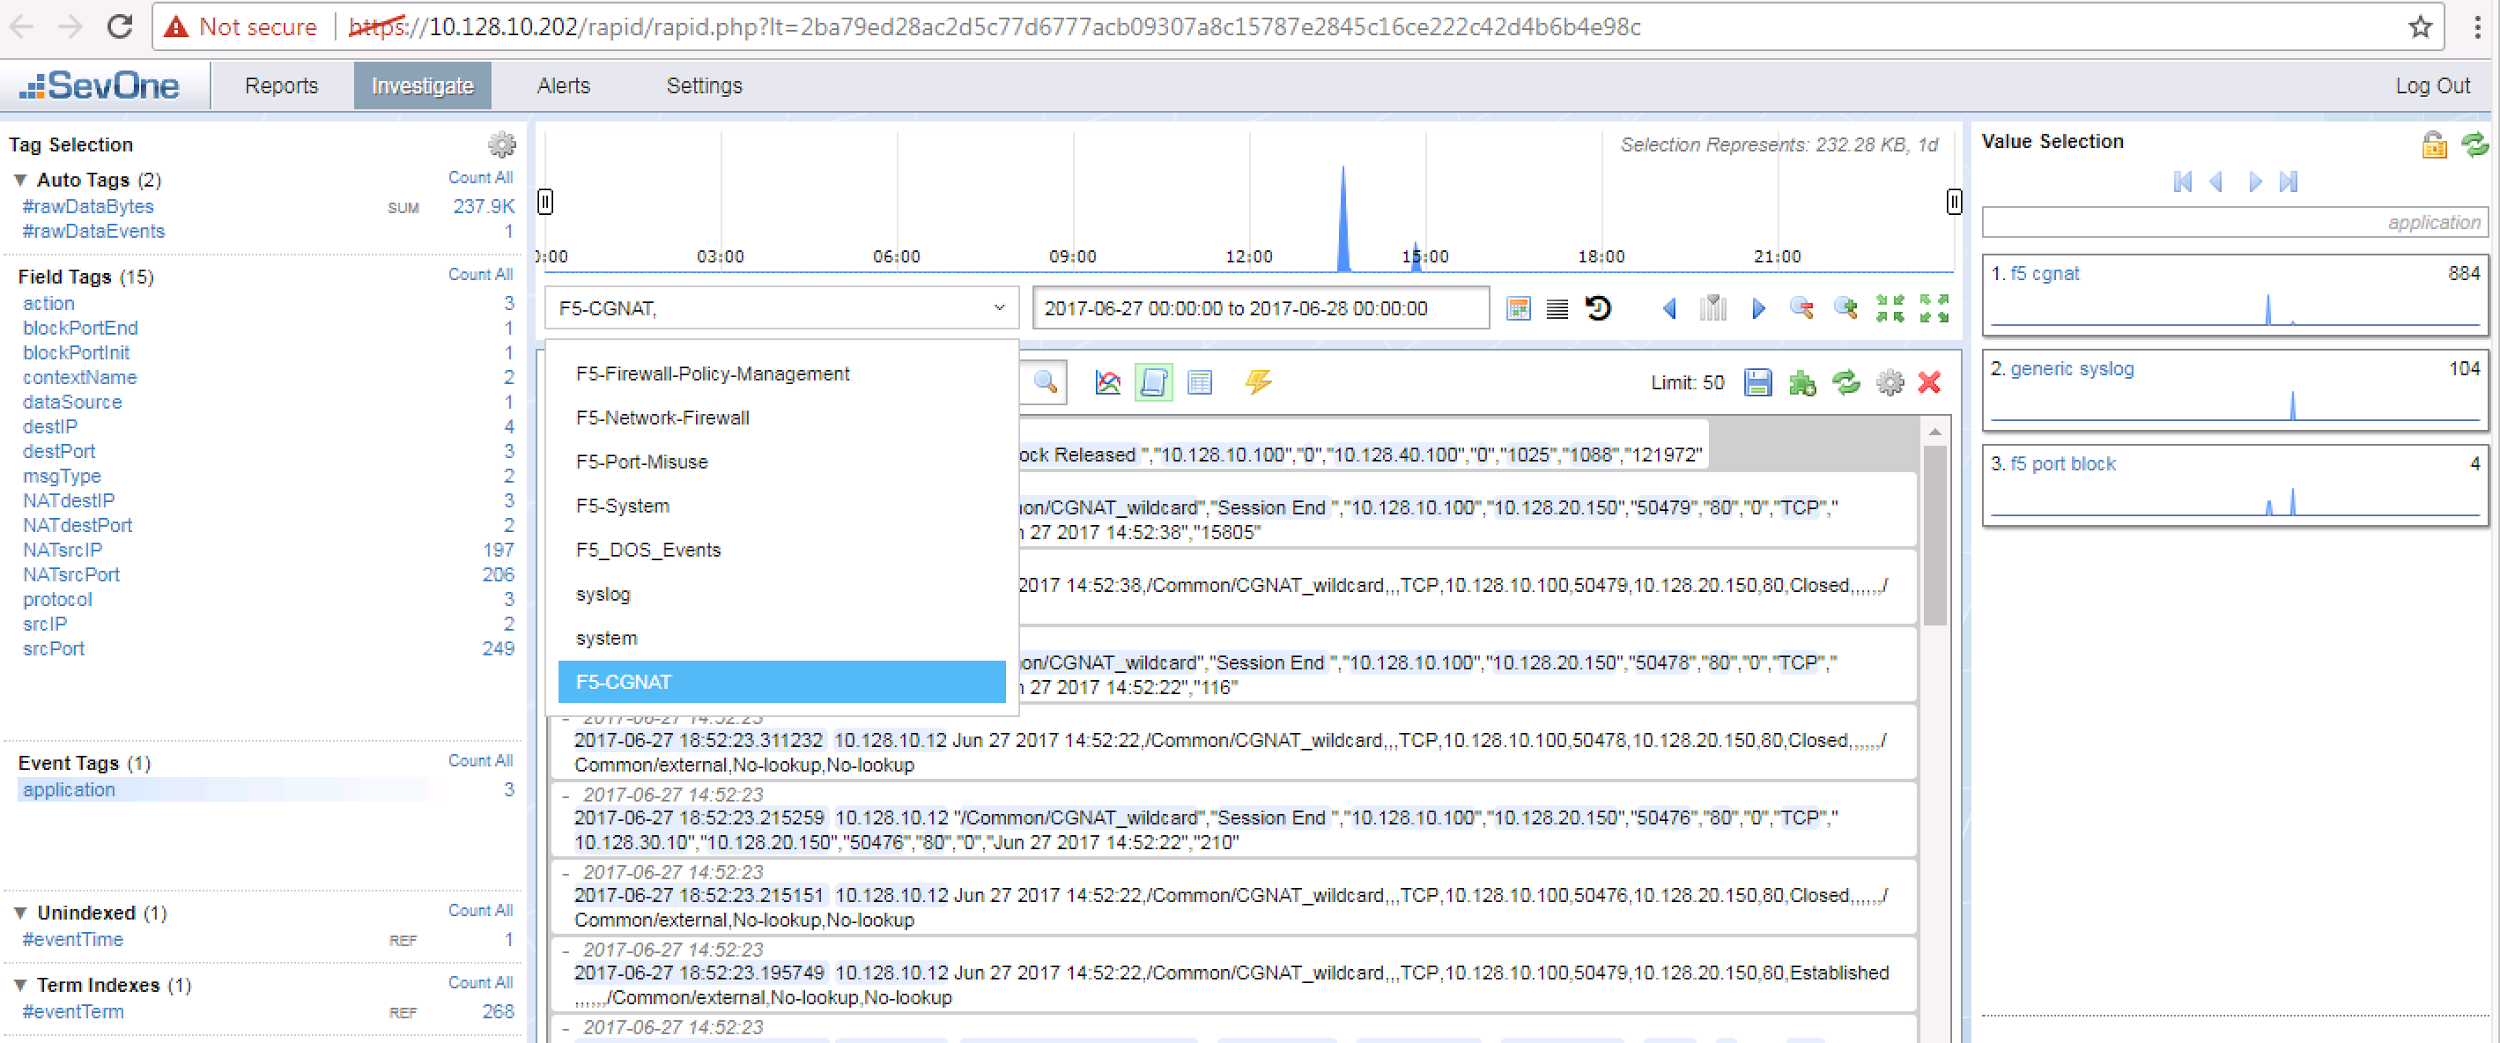 Not secure https://10.128.10.202/rapid/rapid.php?lt=2ba79ed28ac2d5c77d6777acb09307a8c15787e2845c16ce222c42d4b6b4e98c
SevOne Reports Investigate Alerts Settings Log Out
Tag Selection
Auto Tags (2) Count All
#rawDataBytes SUM 237.9K
#rawDataEvents 1
Field Tags (15) Count All
action 3
blockPortEnd 1
blockPortInit 1
contextName 2
dataSource 1
destIP 4
destPort 3
msgType 2
NATdestIP 3
NATdestPort 2
NATsrcIP 197
NATsrcPort 206
protocol 3
srcIP 2
srcPort 249
Event Tags (1) Count All
application 3
Unindexed (1) Count All
#eventTime REF 1
Term Indexes (1) Count All
#eventTerm REF 268
Selection Represents: 232.28 KB, 1d
0:00 03:00 06:00 09:00 12:00 15:00 18:00 21:00
F5-CGNAT, 2017-06-27 00:00:00 to 2017-06-28 00:00:00
F5-Firewall-Policy-Management
F5-Network-Firewall
F5-Port-Misuse
F5-System
F5_DOS_Events
syslog
system
F5-CGNAT
Limit: 50
ock Released ","10.128.10.100","0","10.128.40.100","0","1025","1088","121972"
on/CGNAT_wildcard","Session End ","10.128.10.100","10.128.20.150","50479","80","0","TCP","
27 2017 14:52:38","15805"
2017 14:52:38,/Common/CGNAT_wildcard,,,TCP,10.128.10.100,50479,10.128.20.150,80,Closed,,,,,,/
on/CGNAT_wildcard","Session End ","10.128.10.100","10.128.20.150","50478","80","0","TCP","
27 2017 14:52:22","116"
- 2017-06-27 14:52:23
2017-06-27 18:52:23.311232 10.128.10.12 Jun 27 2017 14:52:22,/Common/CGNAT_wildcard,,,TCP,10.128.10.100,50478,10.128.20.150,80,Closed,,,,,,/
Common/external,No-lookup,No-lookup
- 2017-06-27 14:52:23
2017-06-27 18:52:23.215259 10.128.10.12 "/Common/CGNAT_wildcard","Session End ","10.128.10.100","10.128.20.150","50476","80","0","TCP","
10.128.30.10","10.128.20.150","50476","80","0","Jun 27 2017 14:52:22","210"
- 2017-06-27 14:52:23
2017-06-27 18:52:23.215151 10.128.10.12 Jun 27 2017 14:52:22,/Common/CGNAT_wildcard,,,TCP,10.128.10.100,50476,10.128.20.150,80,Closed,,,,,,/
Common/external,No-lookup,No-lookup
- 2017-06-27 14:52:23
2017-06-27 18:52:23.195749 10.128.10.12 Jun 27 2017 14:52:22,/Common/CGNAT_wildcard,,,TCP,10.128.10.100,50479,10.128.20.150,80,Established
,,,,,,/Common/external,No-lookup,No-lookup
- 2017-06-27 14:52:23
Value Selection
application
1. f5 cgnat 884
2. generic syslog 104
3. f5 port block 4